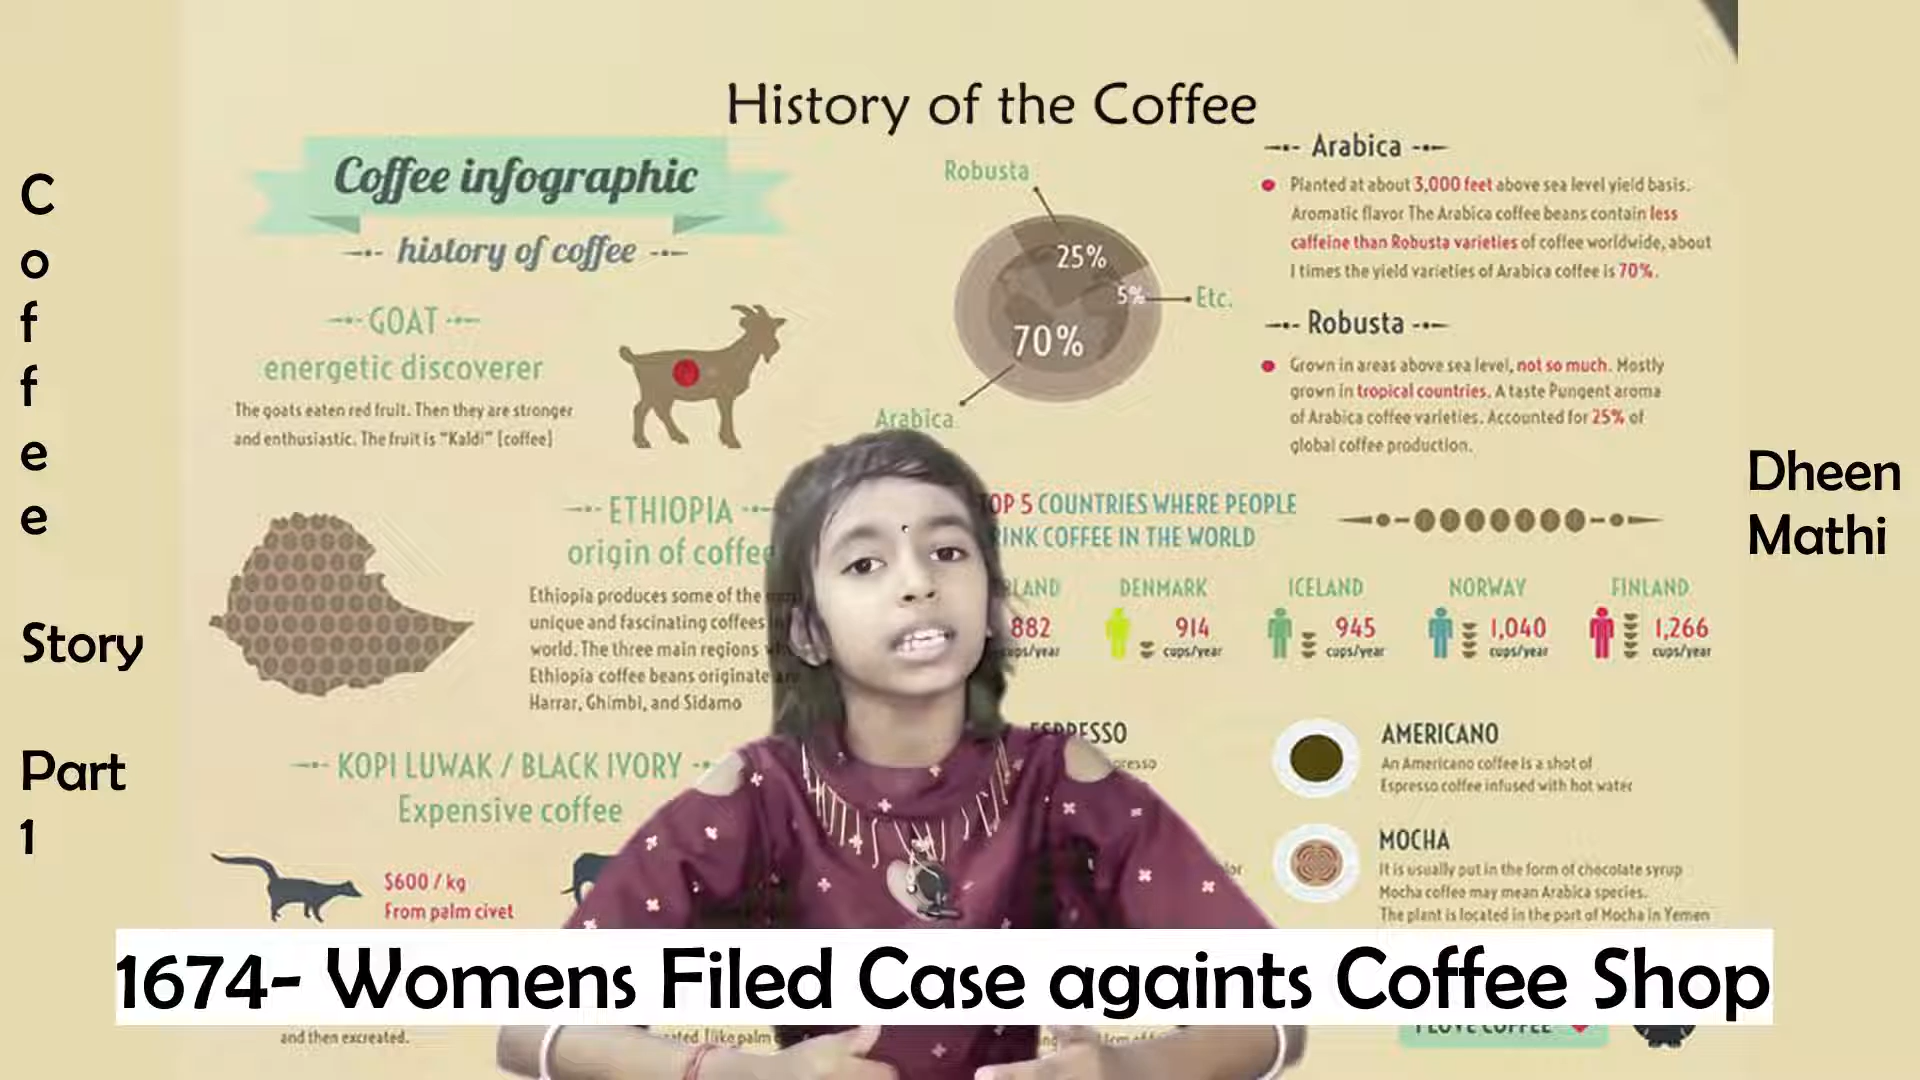 History of the Coffee
C
o
f
f
e
e
Story
Part
1
Dheen
Mathi
Coffee infographic
history of coffee
GOAT
energetic discoverer
The goats eaten red fruit. Then they are stronger
and enthusiastic. The fruit is "Kaldi" [coffee]
ETHIOPIA
origin of coffee
Ethiopia produces some of the
unique and fascinating coffees
world. The three main regions
Ethiopia coffee beans originate
Harrar, Ghimbi, and Sidamo
KOPI LUWAK / BLACK IVORY
Expensive coffee
$600 / kg
From palm civet
and then excreated.
Robusta
25%
5%
Etc.
70%
Arabica
Arabica
Planted at about 3,000 feet above sea level yield basis.
Aromatic flavor The Arabica coffee beans contain less
caffeine than Robusta varieties of coffee worldwide, about
1 times the yield varieties of Arabica coffee is 70%.
Robusta
Grown in areas above sea level, not so much. Mostly
grown in tropical countries. A taste Pungent aroma
of Arabica coffee varieties. Accounted for 25% of
global coffee production.
TOP 5 COUNTRIES WHERE PEOPLE
COFFEE IN THE WORLD
DENMARK ICELAND NORWAY FINLAND
882 914 945 1,040 1,266
cups/year cups/year cups/year cups/year cups/year
ESPRESSO
AMERICANO
An Americano coffee is a shot of
Espresso coffee infused with hot water
MOCHA
It is usually put in the form of chocolate syrup
Mocha coffee may mean Arabica species.
The plant is located in the port of Mocha in Yemen
1674- Womens Filed Case againts Coffee Shop
I LOVE COFFEE